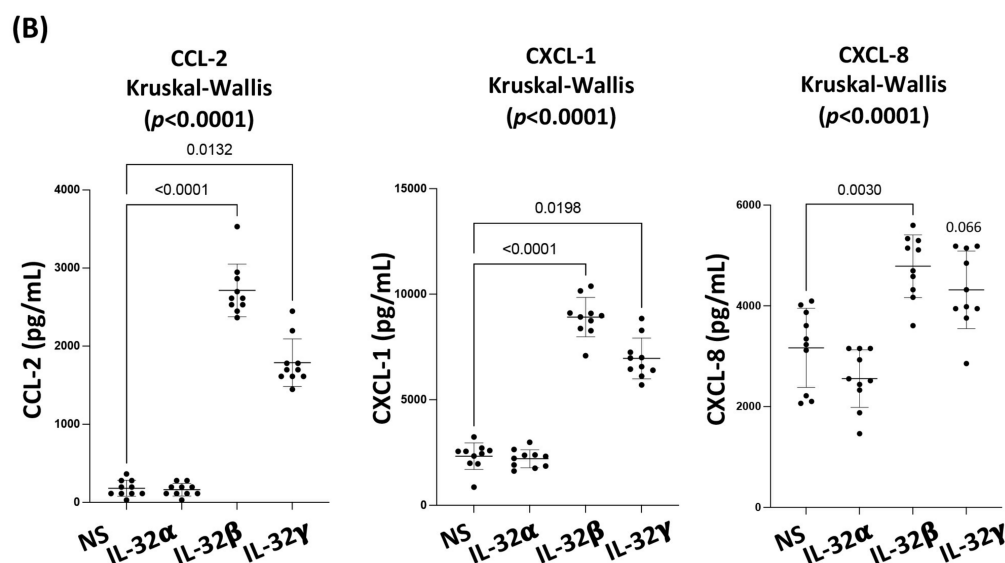 (B)
CCL-2
Kruskal-Wallis
(p<0.0001)
0.0132
<0.0001
4000
3000
2000
1000
0
CCL-2 (pg/mL)
NS
IL-32α
IL-32β
IL-32γ
CXCL-1
Kruskal-Wallis
(p<0.0001)
0.0198
<0.0001
15000
10000
5000
0
CXCL-1 (pg/mL)
NS
IL-32α
IL-32β
IL-32γ
CXCL-8
Kruskal-Wallis
(p<0.0001)
0.0030
0.066
6000
4000
2000
0
CXCL-8 (pg/mL)
NS
IL-32α
IL-32β
IL-32γ